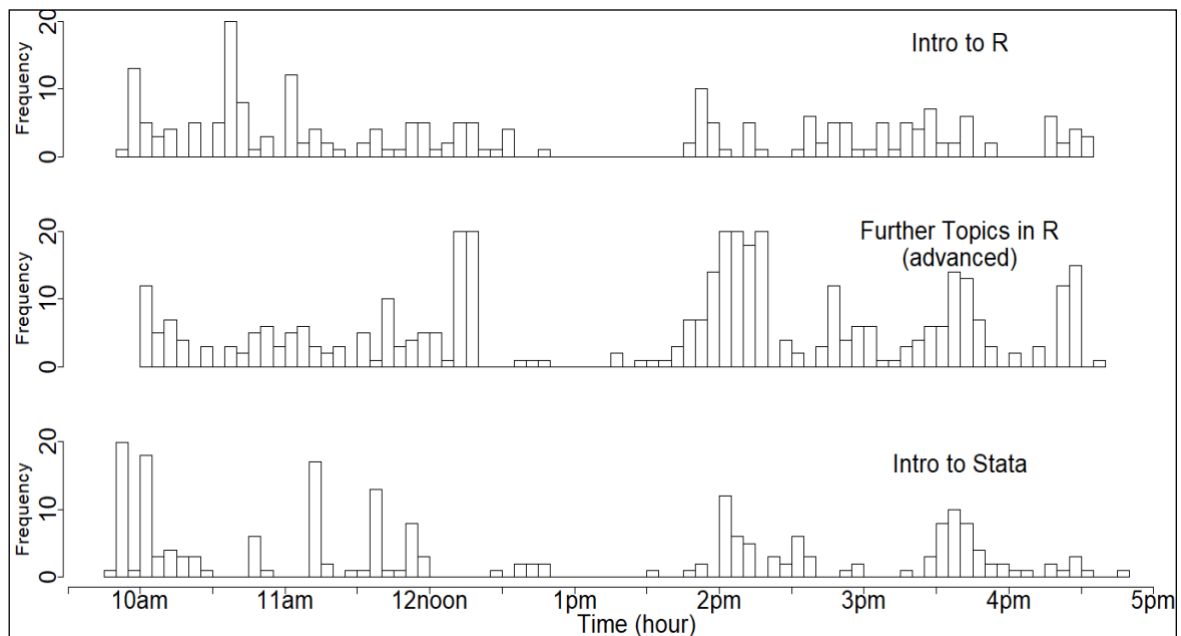 Frequency
0 10 20
Intro to R
Frequency
0 10 20
Further Topics in R
(advanced)
Frequency
0 10 20
Intro to Stata
10am 11am 12noon 1pm 2pm 3pm 4pm 5pm
Time (hour)